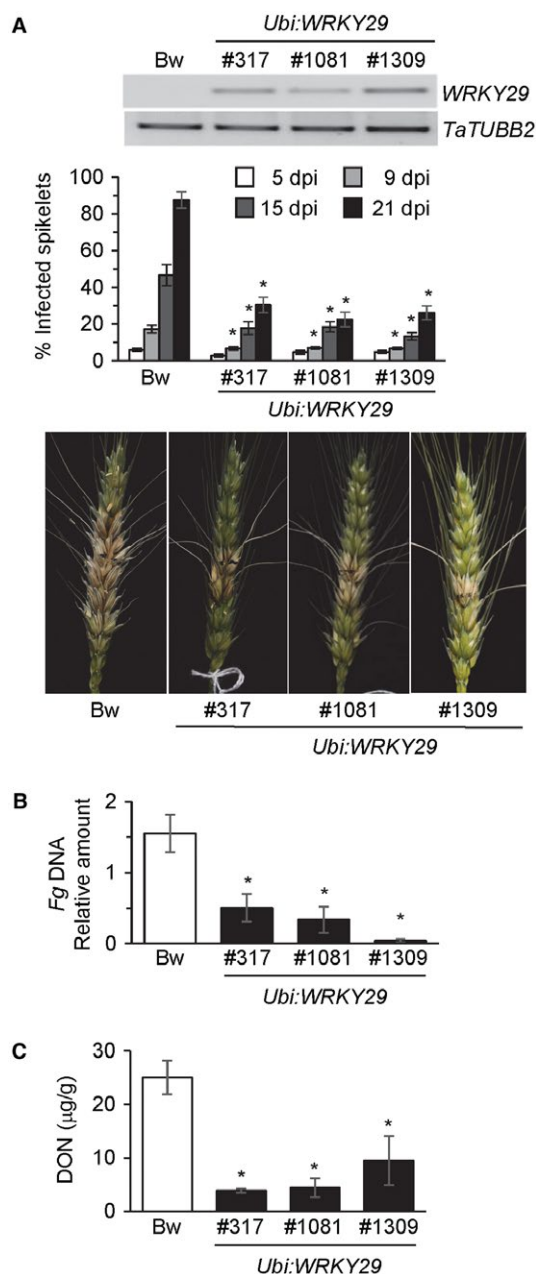 A
Ubi:WRKY29
Bw #317 #1081 #1309
WRKY29
TaTUBB2
% Infected spikelets
100
80
60
40
20
0
5 dpi 9 dpi
15 dpi 21 dpi
* * * * * * * * *
Bw #317 #1081 #1309
Ubi:WRKY29
Bw #317 #1081 #1309
Ubi:WRKY29
B
Fg DNA
Relative amount
2
1
0
* * *
Bw #317 #1081 #1309
Ubi:WRKY29
C
DON (µg/g)
30
20
10
0
* * *
Bw #317 #1081 #1309
Ubi:WRKY29